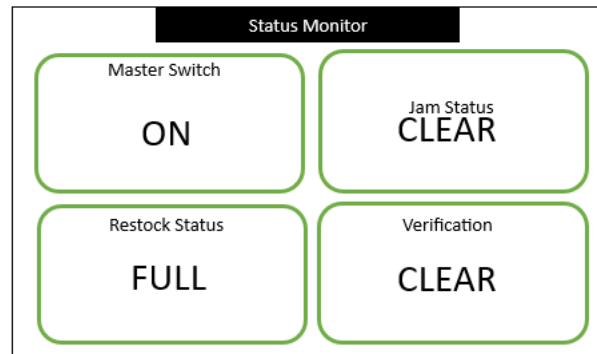 Status Monitor
Master Switch
ON
Jam Status
CLEAR
Restock Status
FULL
Verification
CLEAR